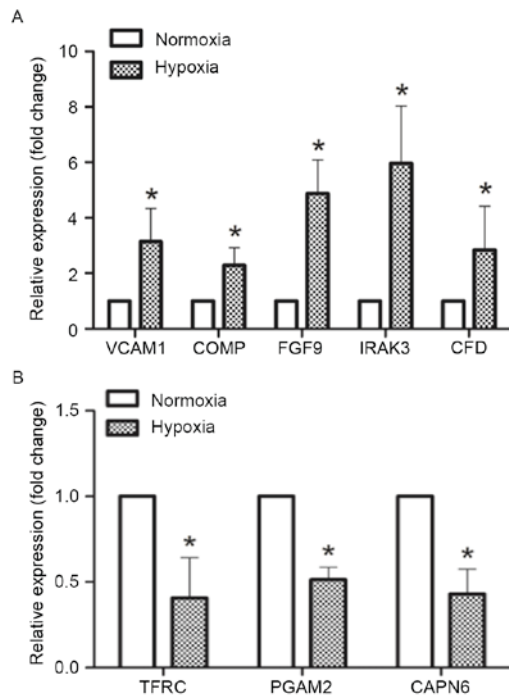 A
Normoxia
Hypoxia
Relative expression (fold change)
10
8
6
4
2
0
* * * * *
VCAM1 COMP FGF9 IRAK3 CFD
B
Normoxia
Hypoxia
Relative expression (fold change)
1.5
1.0
0.5
0.0
* * *
TFRC PGAM2 CAPN6